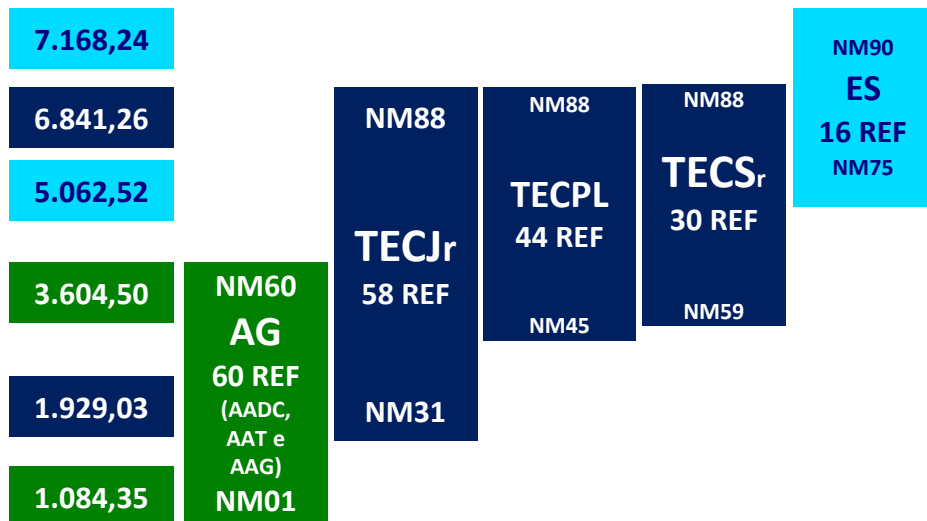 7.168,24
6.841,26
5.062,52
3.604,50
1.929,03
1.084,35
NM60
AG
60 REF
(AADC,
AAT e
AAG)
NM01
NM88
TECJr
58 REF
NM31
NM88
TECPL
44 REF
NM45
NM88
TECSr
30 REF
NM59
NM90
ES
16 REF
NM75